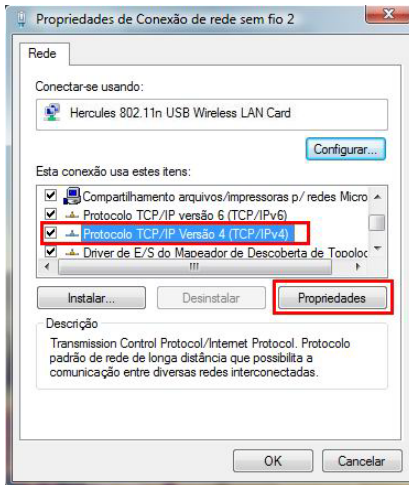 Propriedades de Conexão de rede sem fio 2
Rede
Conectar-se usando:
Hercules 802.11n USB Wireless LAN Card
Configurar...
Esta conexão usa estes itens:
Compartilhamento arquivos/impressoras p/ redes Micro
Protocolo TCP/IP versão 6 (TCP/IPv6)
Protocolo TCP/IP Versão 4 (TCP/IPv4)
Driver de E/S do Mapeador de Descoberta de Topoloc
Instalar...
Desinstalar
Propriedades
Descrição
Transmission Control Protocol/Internet Protocol. Protocolo
padrão de rede de longa distância que possibilita a
comunicação entre diversas redes interconectadas.
OK
Cancelar